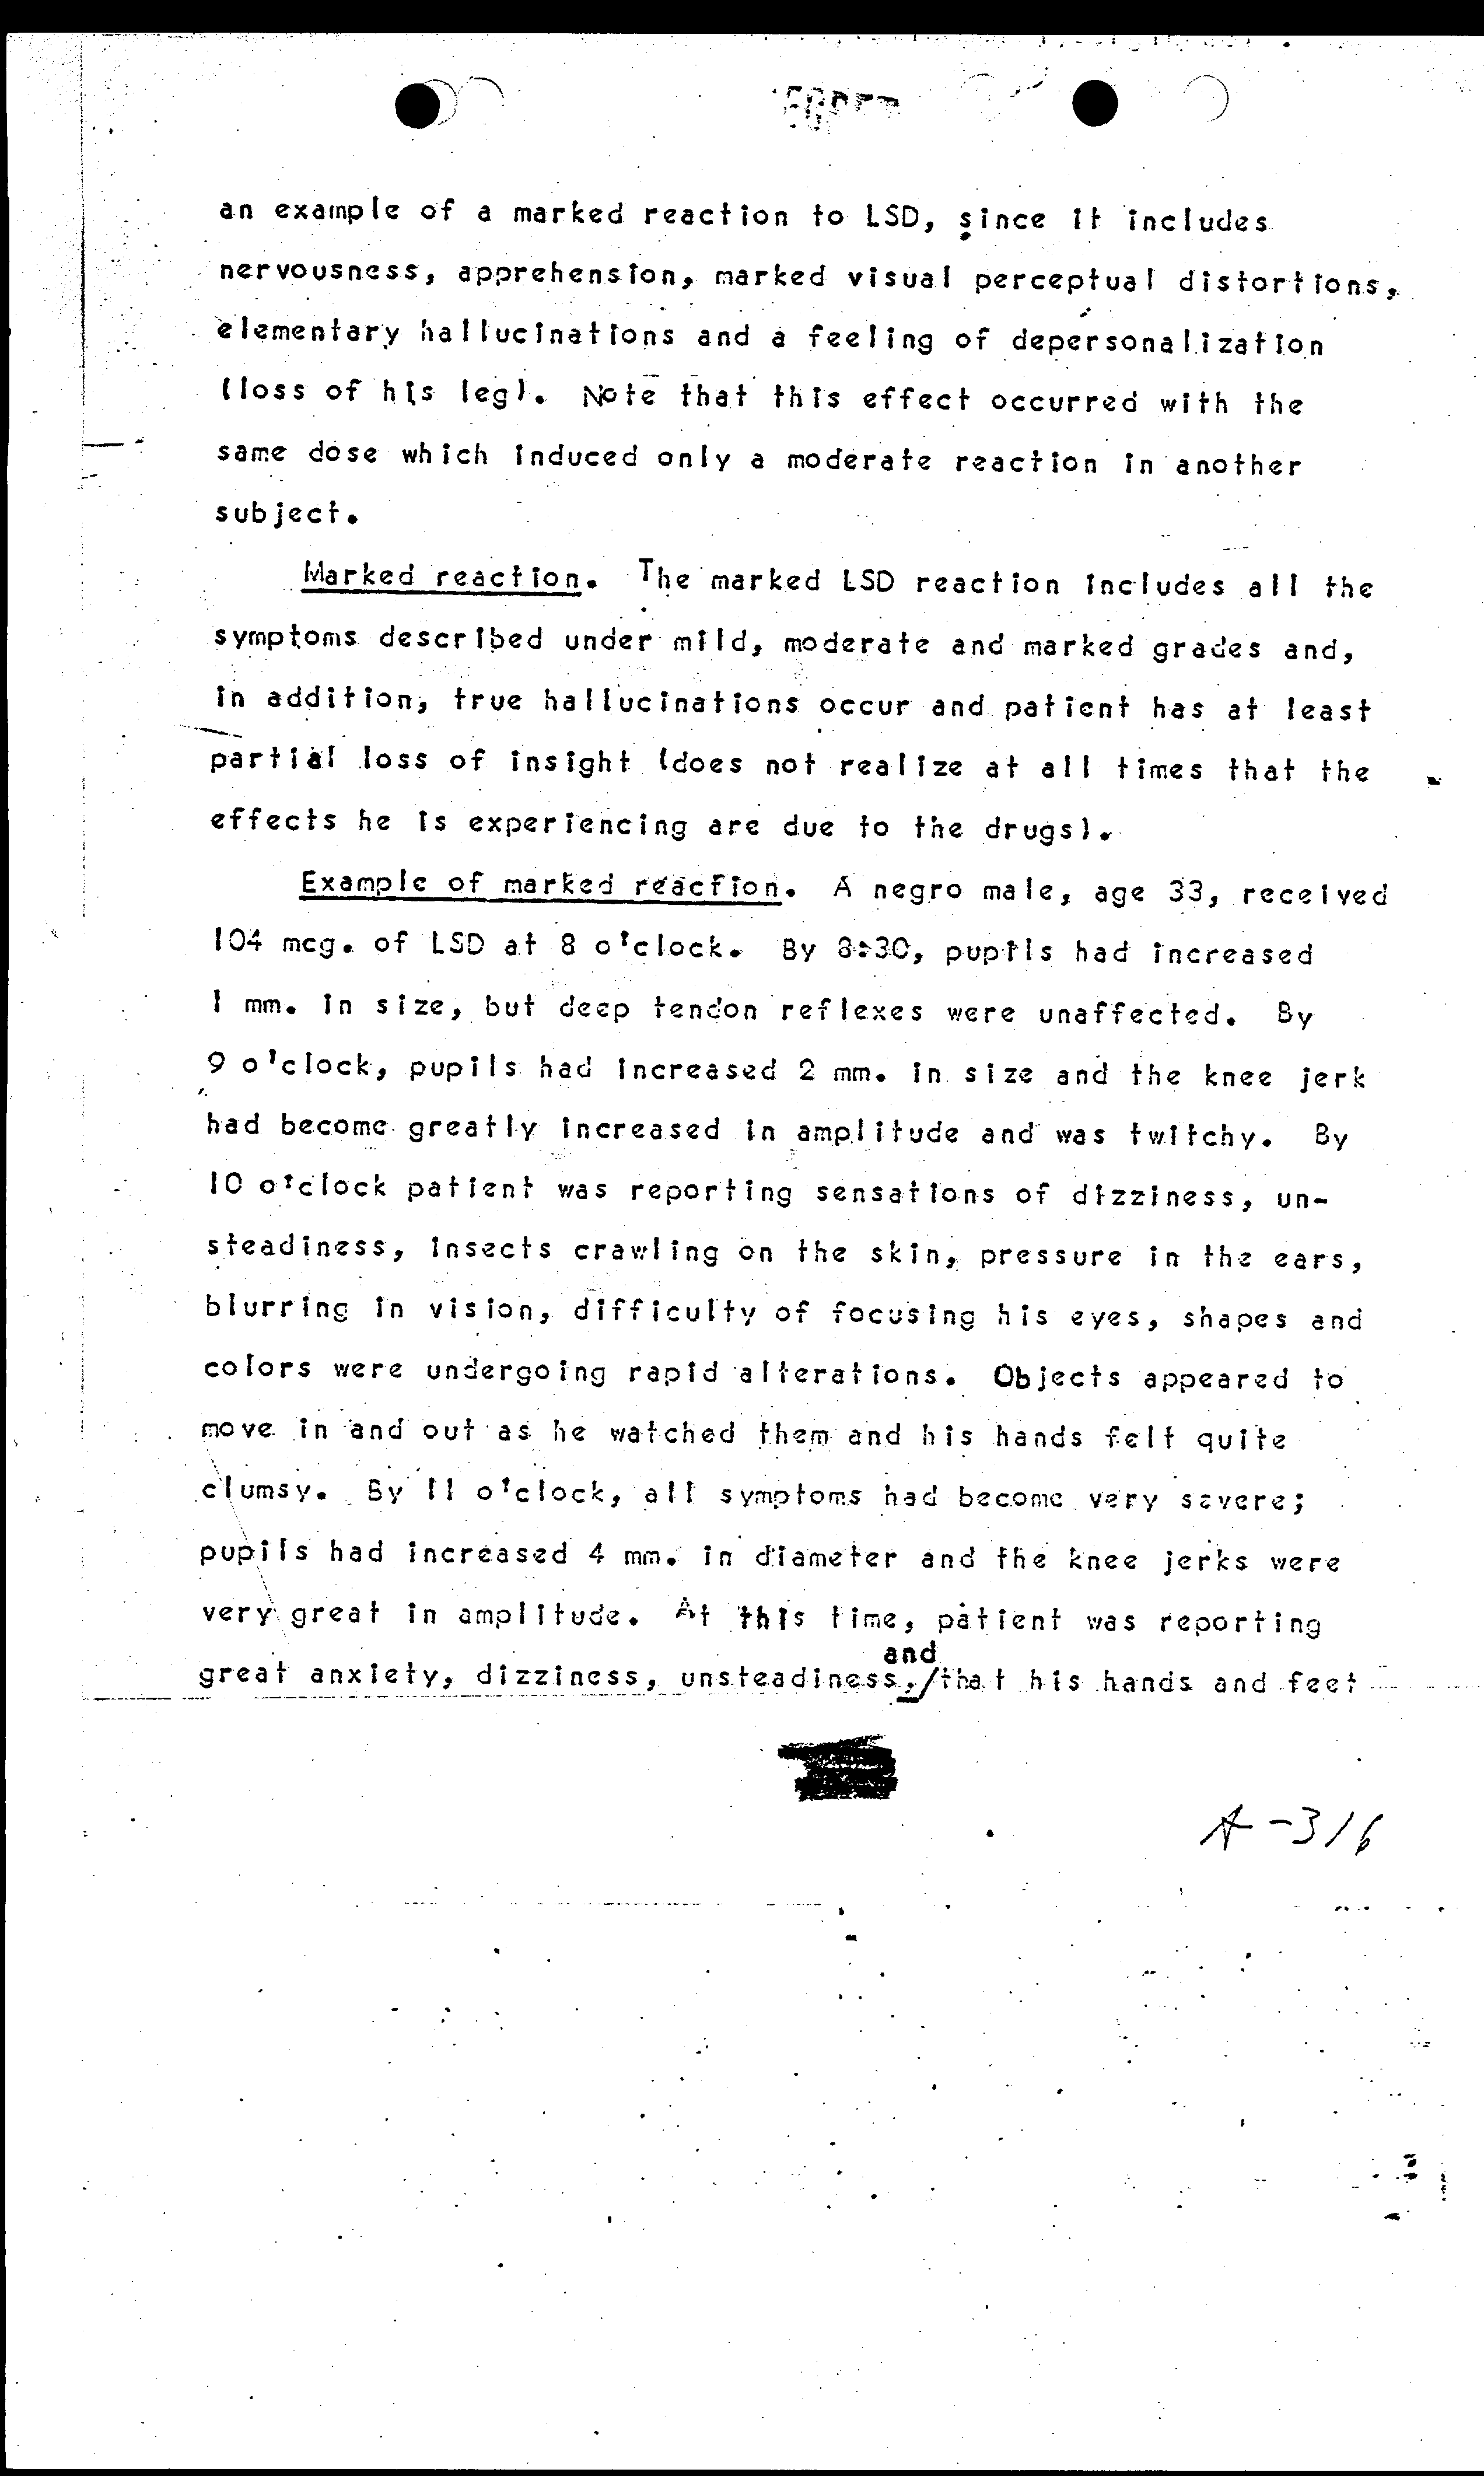 an example of a marked reaction to LSD, since it includes
nervousness, apprehension, marked visual perceptual distortions,
elementary hallucinations and a feeling of depersonalization
(loss of his leg). Note that this effect occurred with the
same dose which induced only a moderate reaction in another
subject.
Marked reaction. The marked LSD reaction includes all the
symptoms described under mild, moderate and marked grades and,
in addition, true hallucinations occur and patient has at least
partial loss of insight (does not realize at all times that the
effects he is experiencing are due to the drugs).
Example of marked reaction. A negro male, age 33, received
104 mcg. of LSD at 8 o'clock. By 8:30, pupils had increased
1 mm. in size, but deep tendon reflexes were unaffected. By
9 o'clock, pupils had increased 2 mm. in size and the knee jerk
had become greatly increased in amplitude and was twitchy. By
10 o'clock patient was reporting sensations of dizziness, un-
steadiness, insects crawling on the skin, pressure in the ears,
blurring in vision, difficulty of focusing his eyes, shapes and
colors were undergoing rapid alterations. Objects appeared to
move in and out as he watched them and his hands felt quite
clumsy. By 11 o'clock, all symptoms had become very severe;
pupils had increased 4 mm. in diameter and the knee jerks were
very great in amplitude. At this time, patient was reporting
and
great anxiety, dizziness, unsteadiness,/that his hands and feet
A-316